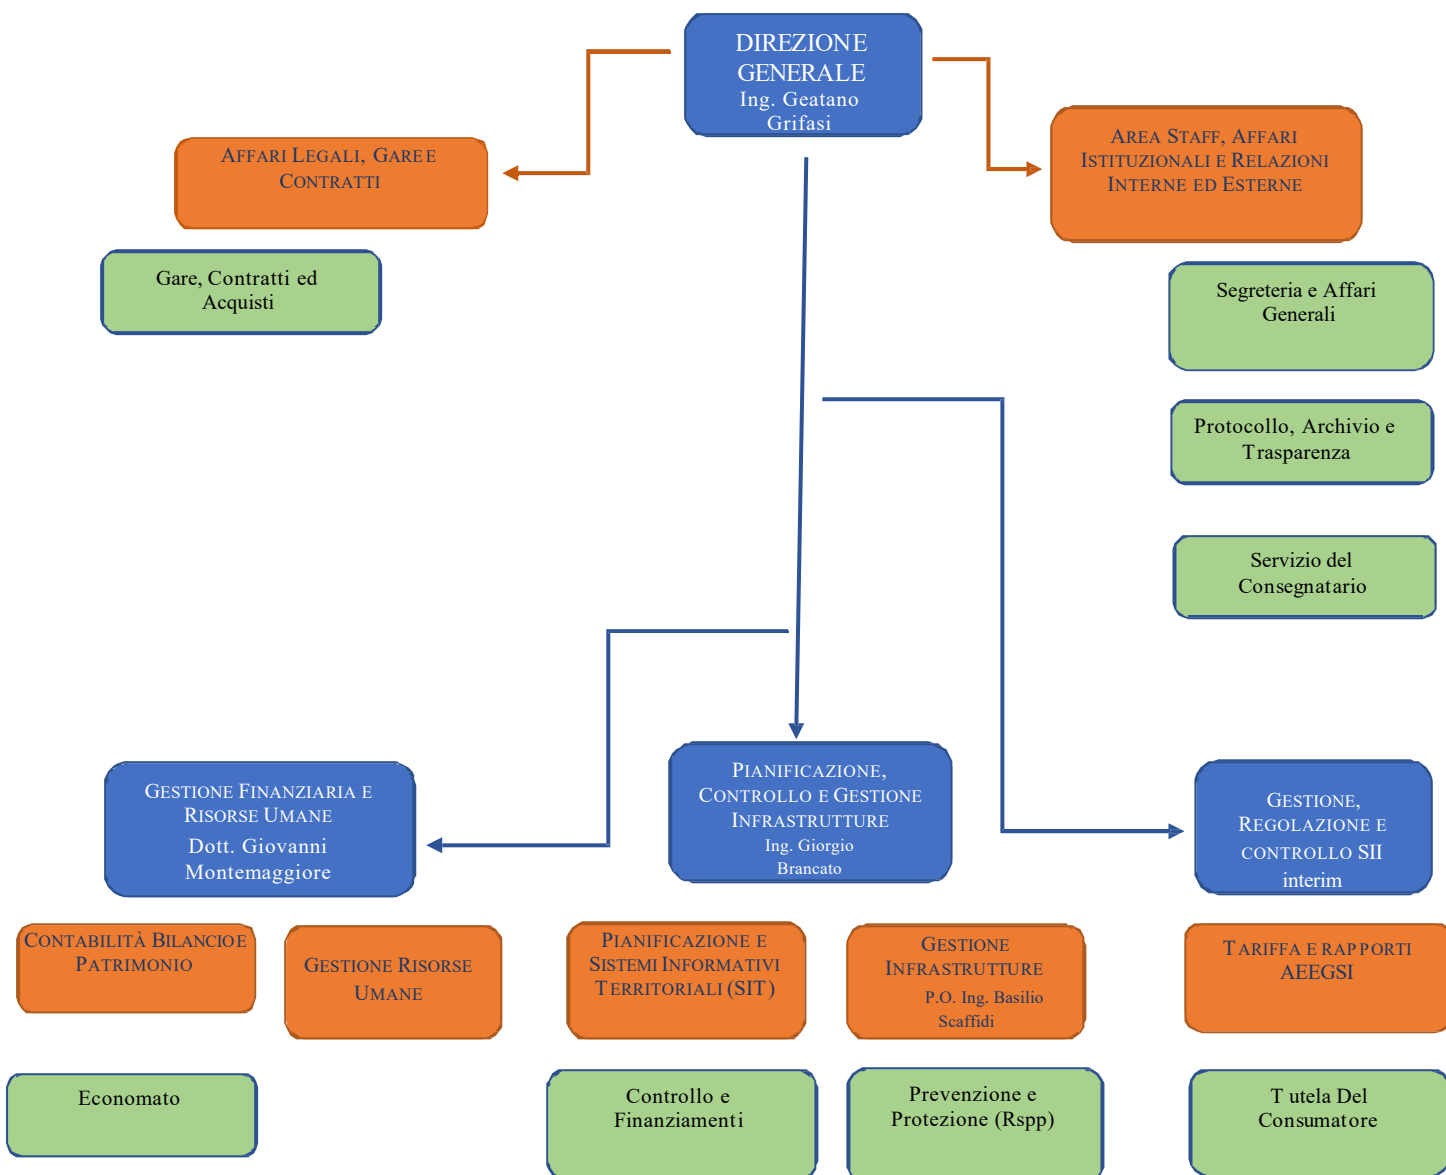 DIREZIONE
GENERALE
Ing. Geatano
Grifasi
AFFARI LEGALI, GARE E
CONTRATTI
AREA STAFF, AFFARI
ISTITUZIONALI E RELAZIONI
INTERNE ED ESTERNE
Gare, Contratti ed
Acquisti
Segreteria e Affari
Generali
Protocollo, Archivio e
Trasparenza
Servizio del
Consegnatario
GESTIONE FINANZIARIA E
RISORSE UMANE
Dott. Giovanni
Montemaggiore
PIANIFICAZIONE,
CONTROLLO E GESTIONE
INFRASTRUTTURE
Ing. Giorgio
Brancato
GESTIONE,
REGOLAZIONE E
CONTROLLO SII
interim
CONTABILITÀ BILANCIO E
PATRIMONIO
GESTIONE RISORSE
UMANE
PIANIFICAZIONE E
SISTEMI INFORMATIVI
TERRITORIALI (SIT)
GESTIONE
INFRASTRUTTURE
P.O. Ing. Basilio
Scaffidi
TARIFFA E RAPPORTI
AEEGSI
Economato
Controllo e
Finanziamenti
Prevenzione e
Protezione (Rspp)
Tutela Del
Consumatore